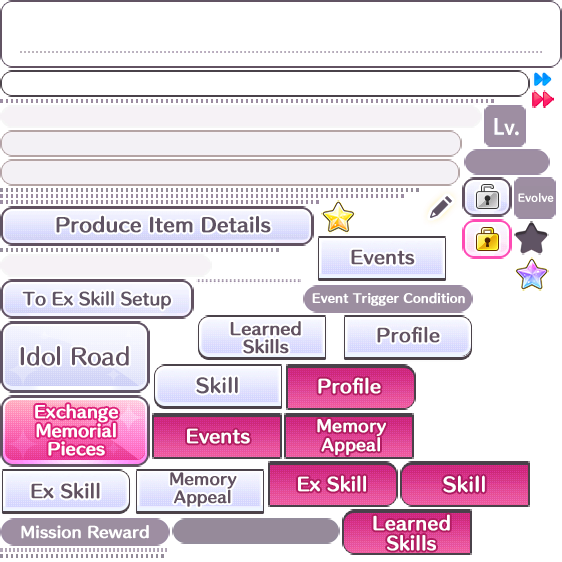 Lv.
Evolve
Produce Item Details
Events
To Ex Skill Setup
Event Trigger Condition
Learned
Skills
Profile
Idol Road
Skill
Profile
Exchange
Memorial
Pieces
Events
Memory
Appeal
Ex Skill
Memory
Appeal
Ex Skill
Skill
Mission Reward
Learned
Skills